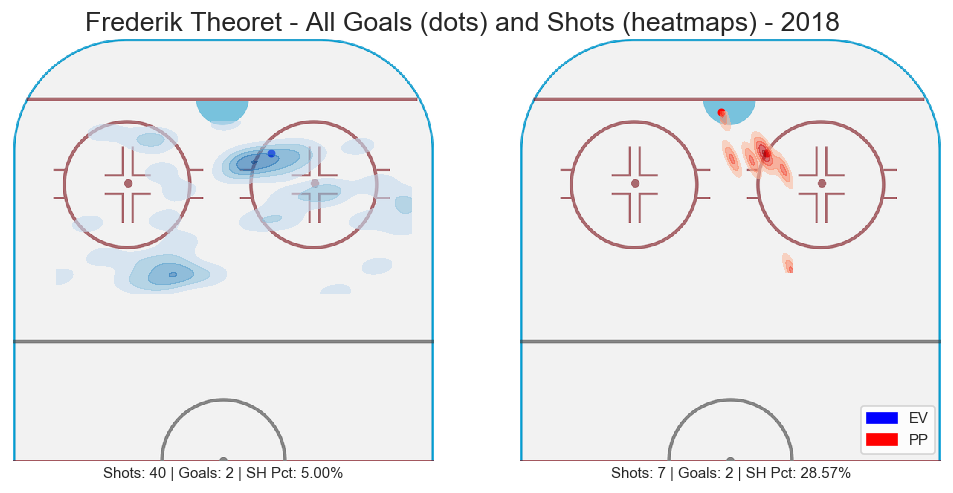 Frederik Theoret - All Goals (dots) and Shots (heatmaps) - 2018
EV
PP
Shots: 40 | Goals: 2 | SH Pct: 5.00%
Shots: 7 | Goals: 2 | SH Pct: 28.57%